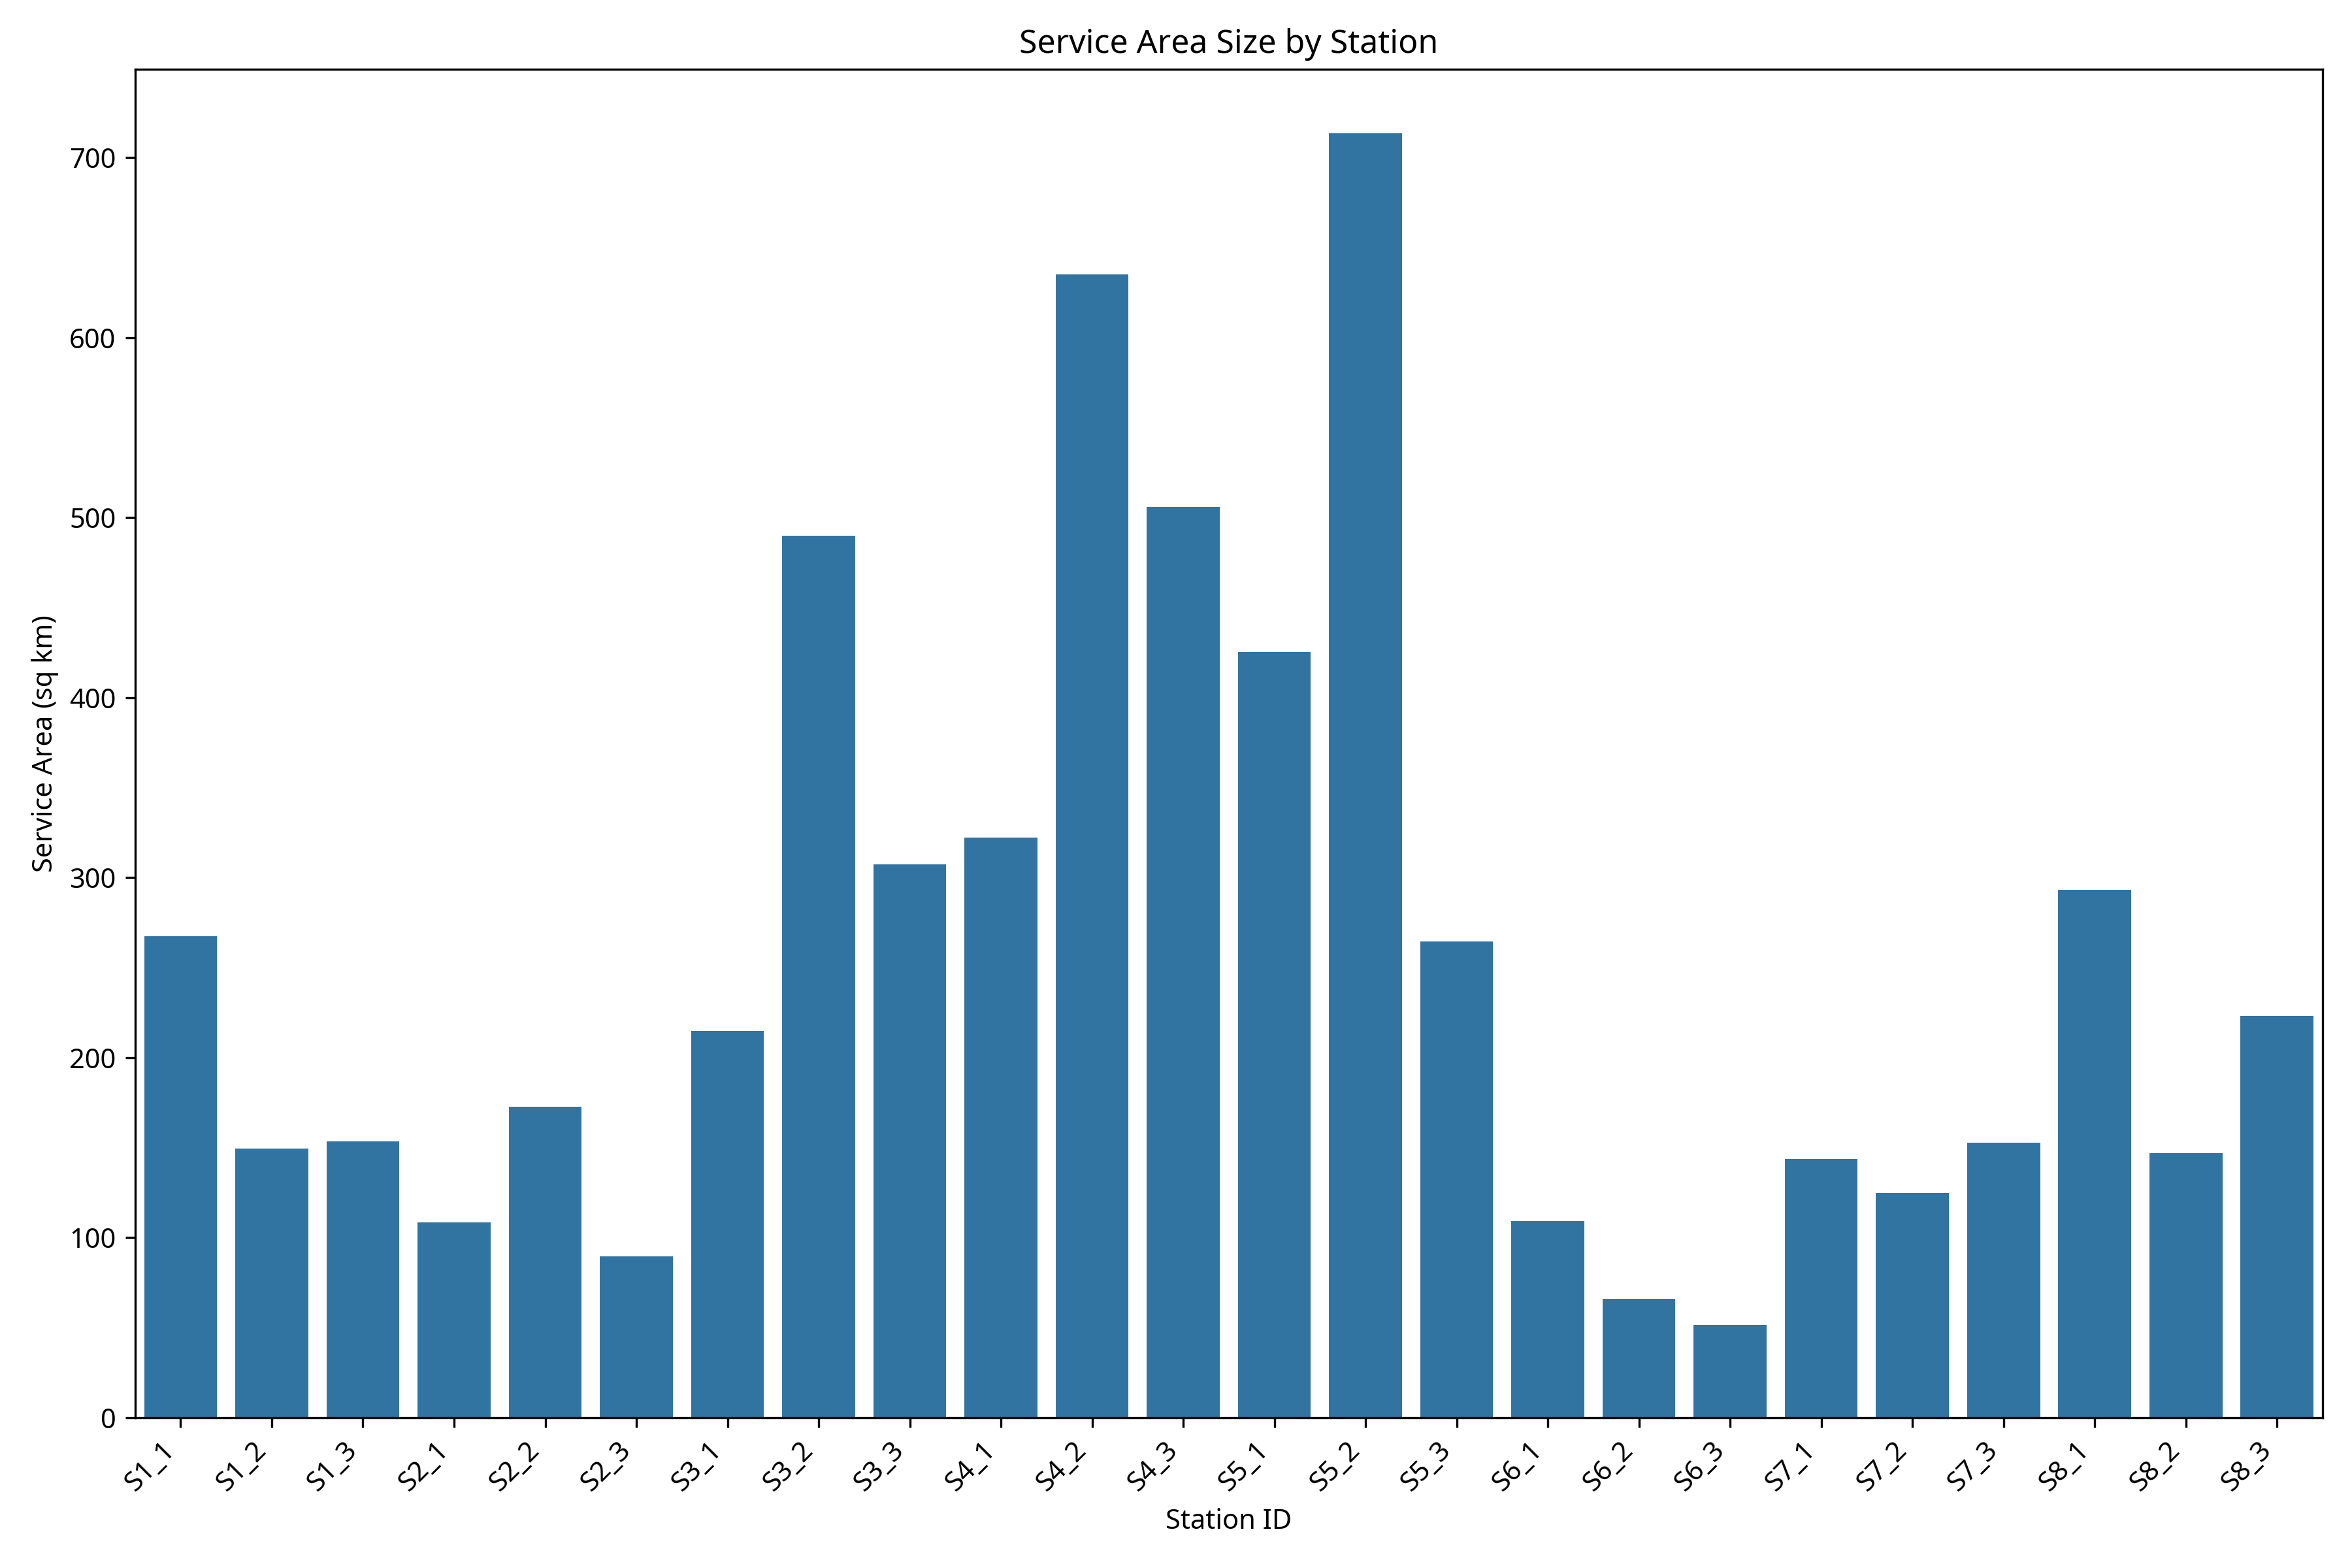 Service Area Size by Station
Service Area (sq km)
700
600
500
400
300
200
100
0
S1_1
S1_2
S1_3
S2_1
S2_2
S2_3
S3_1
S3_2
S3_3
S4_1
S4_2
S4_3
S5_1
S5_2
S5_3
S6_1
S6_2
S6_3
S7_1
S7_2
S7_3
S8_1
S8_2
S8_3
Station ID